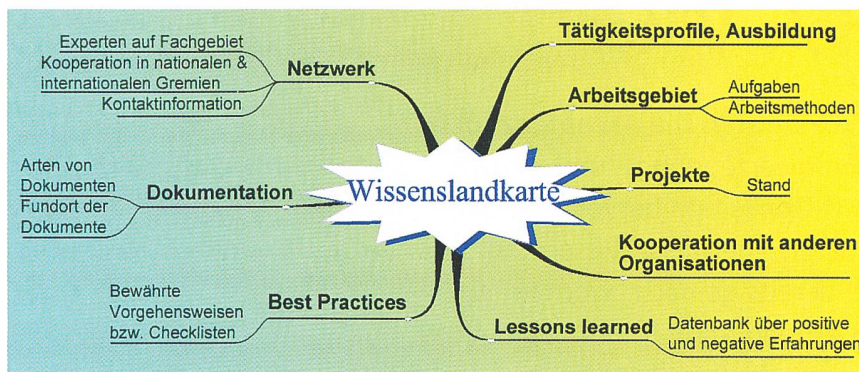 Wissenslandkarte
Tätigkeitsprofile, Ausbildung
Arbeitsgebiet
Aufgaben
Arbeitsmethoden
Projekte
Stand
Kooperation mit anderen
Organisationen
Lessons learned
Datenbank über positive
und negative Erfahrungen
Best Practices
Bewährte
Vorgehensweisen
bzw. Checklisten
Dokumentation
Arten von
Dokumenten
Fundort der
Dokumente
Netzwerk
Experten auf Fachgebiet
Kooperation in nationalen &
internationalen Gremien
Kontaktinformation